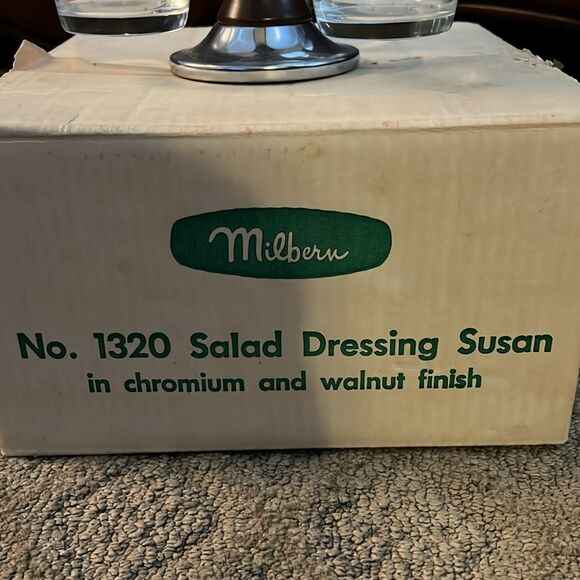 Milbern
No. 1320 Salad Dressing Susan
in chromium and walnut finish